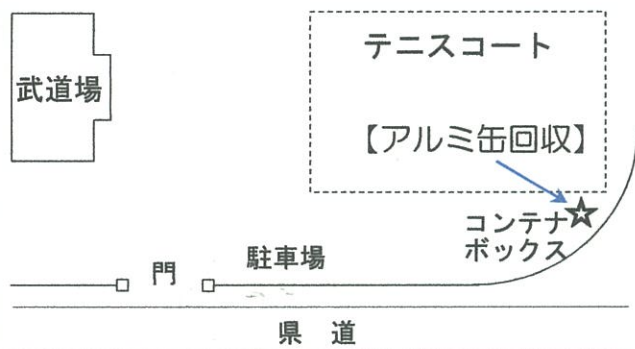 テニスコート
武道場
【アルミ缶回収】
コンテナ
ボックス
駐車場
門
県道